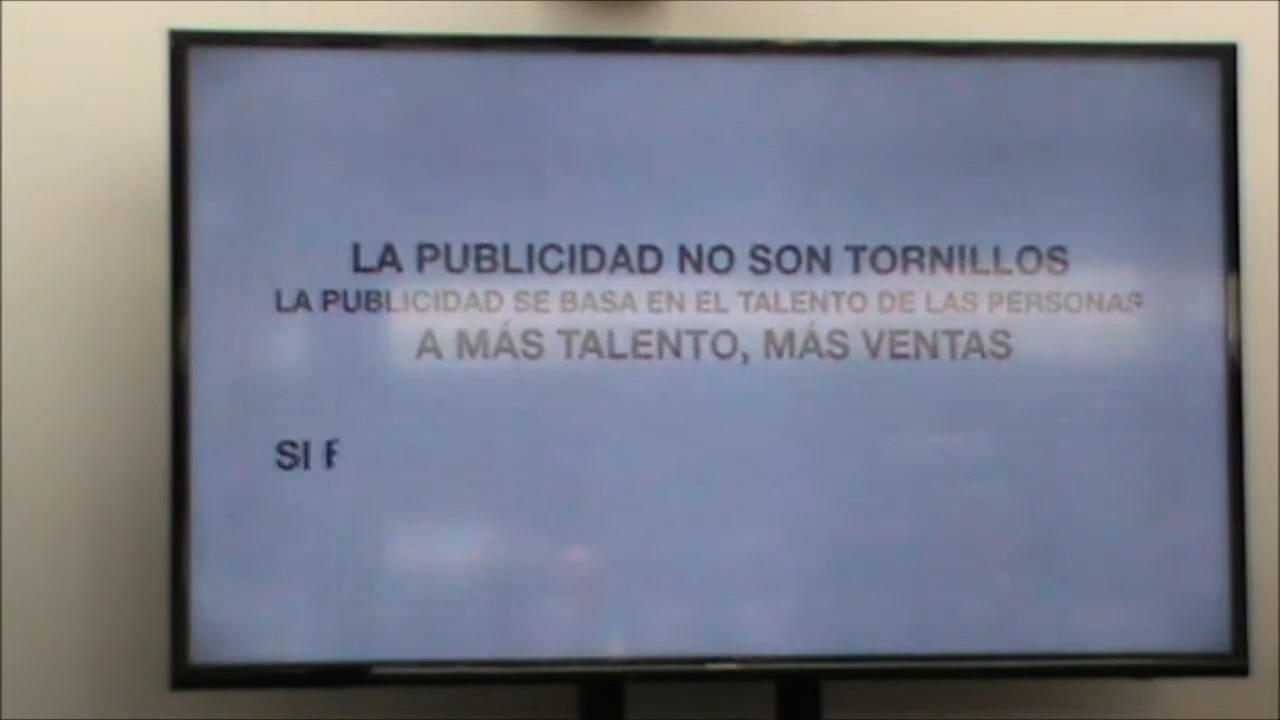 LA PUBLICIDAD NO SON TORNILLOS
LA PUBLICIDAD SE BASA EN EL TALENTO DE LAS PERSONAS
A MÁS TALENTO, MÁS VENTAS
SI